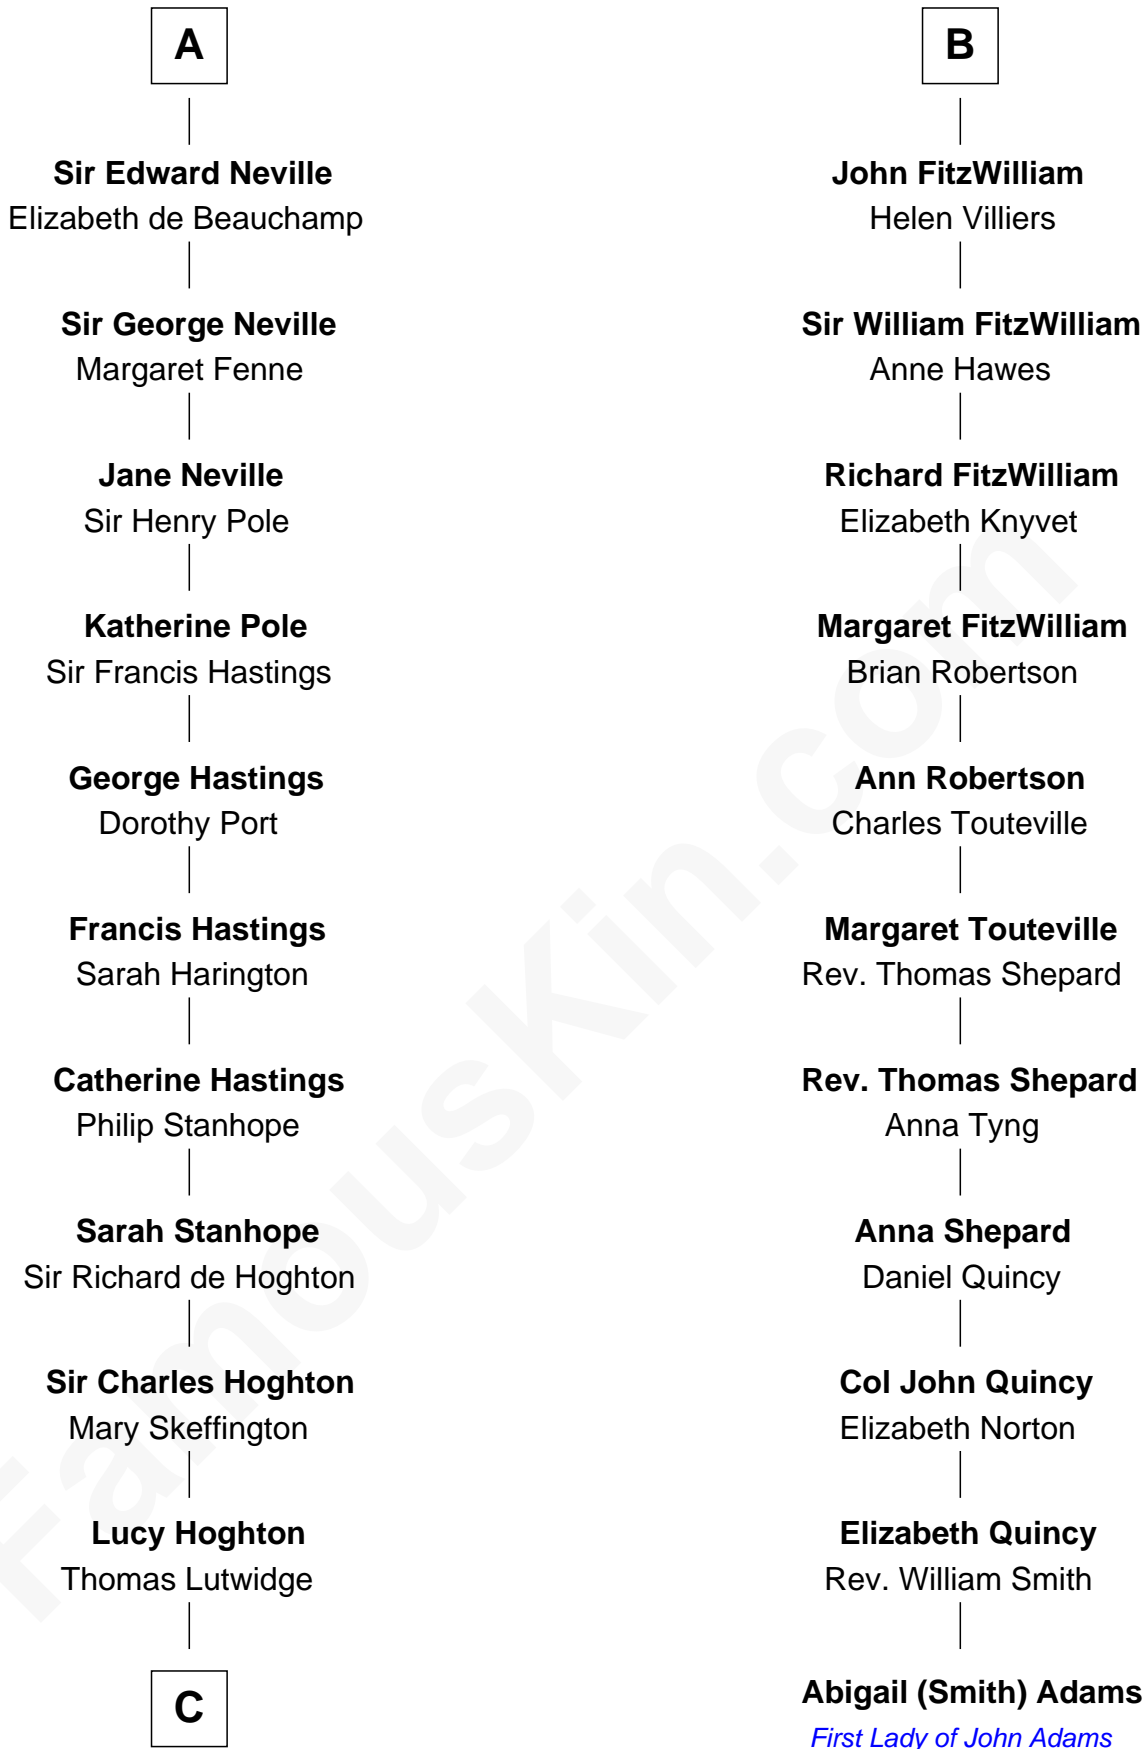 A
Sir Edward Neville
Elizabeth de Beauchamp
Sir George Neville
Margaret Fenne
Jane Neville
Sir Henry Pole
Katherine Pole
Sir Francis Hastings
George Hastings
Dorothy Port
Francis Hastings
Sarah Harington
Catherine Hastings
Philip Stanhope
Sarah Stanhope
Sir Richard de Hoghton
Sir Charles Hoghton
Mary Skeffington
Lucy Hoghton
Thomas Lutwidge
C
B
John FitzWilliam
Helen Villiers
Sir William FitzWilliam
Anne Hawes
Richard FitzWilliam
Elizabeth Knyvet
Margaret FitzWilliam
Brian Robertson
Ann Robertson
Charles Touteville
Margaret Touteville
Rev. Thomas Shepard
Rev. Thomas Shepard
Anna Tyng
Anna Shepard
Daniel Quincy
Col John Quincy
Elizabeth Norton
Elizabeth Quincy
Rev. William Smith
Abigail (Smith) Adams
First Lady of John Adams
FamousKin.com